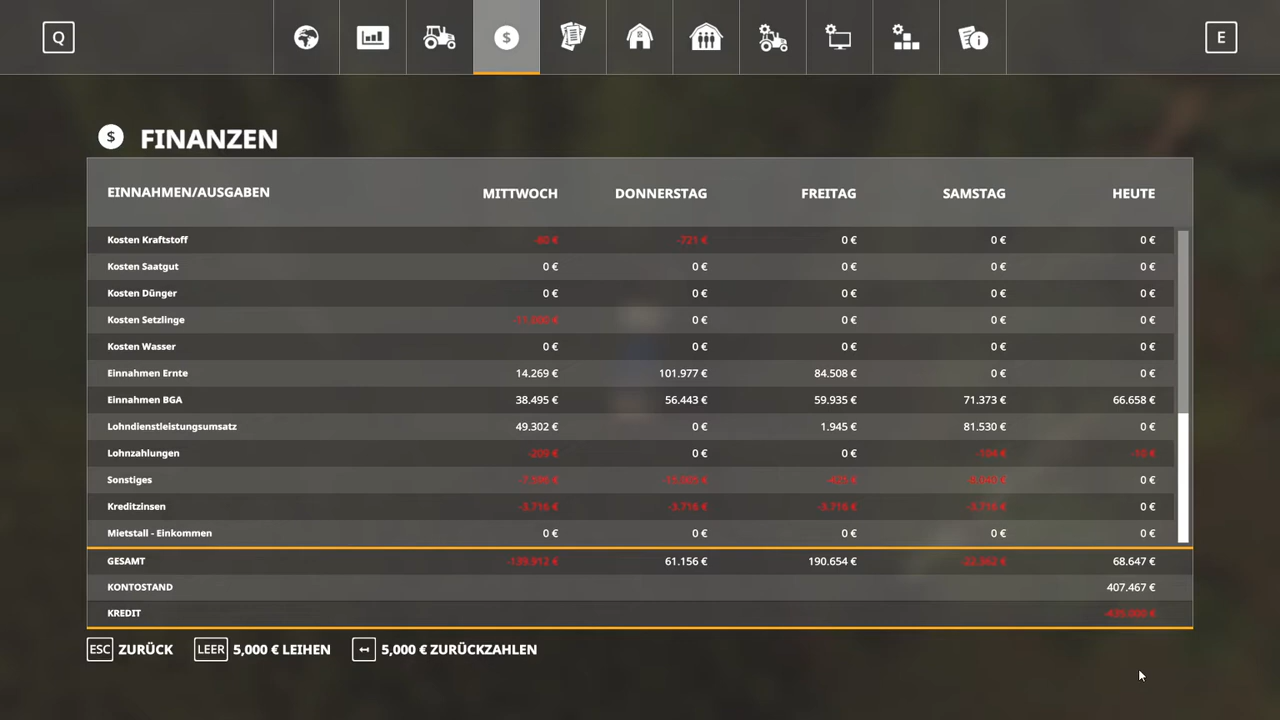 Q $ E
$ FINANZEN
EINNAHMEN/AUSGABEN MITTWOCH DONNERSTAG FREITAG SAMSTAG HEUTE
Kosten Kraftstoff -80 € -721 € 0 € 0 € 0 €
Kosten Saatgut 0 € 0 € 0 € 0 € 0 €
Kosten Dünger 0 € 0 € 0 € 0 € 0 €
Kosten Setzlinge € 0 € 0 € 0 € 0 €
Kosten Wasser 0 € 0 € 0 € 0 € 0 €
Einnahmen Ernte 14.269 € 101.977 € 84.508 € 0 € 0 €
Einnahmen BGA 38.495 € 56.443 € 59.935 € 71.373 € 66.658 €
Lohndienstleistungsumsatz 49.302 € 0 € 1.945 € 81.530 € 0 €
Lohnzahlungen -209 € 0 € 0 € -104 € -10 €
Sonstiges € € € € 0 €
Kreditzinsen -3.716 € -3.716 € -3.716 € -3.716 € 0 €
Mietstall - Einkommen 0 € 0 € 0 € 0 € 0 €
GESAMT -139.912 € 61.156 € 190.654 € € 68.647 €
KONTOSTAND 407.467 €
KREDIT €
ESC ZURÜCK LEER 5,000 € LEIHEN 5,000 € ZURÜCKZAHLEN